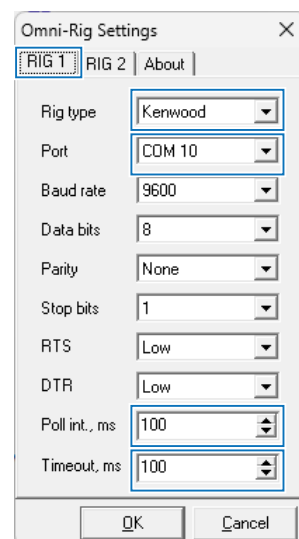 Omni-Rig Settings
RIG 1 RIG 2 About
Rig type Kenwood
Port COM 10
Baud rate 9600
Data bits 8
Parity None
Stop bits 1
RTS Low
DTR Low
Poll int., ms 100
Timeout, ms 100
OK Cancel